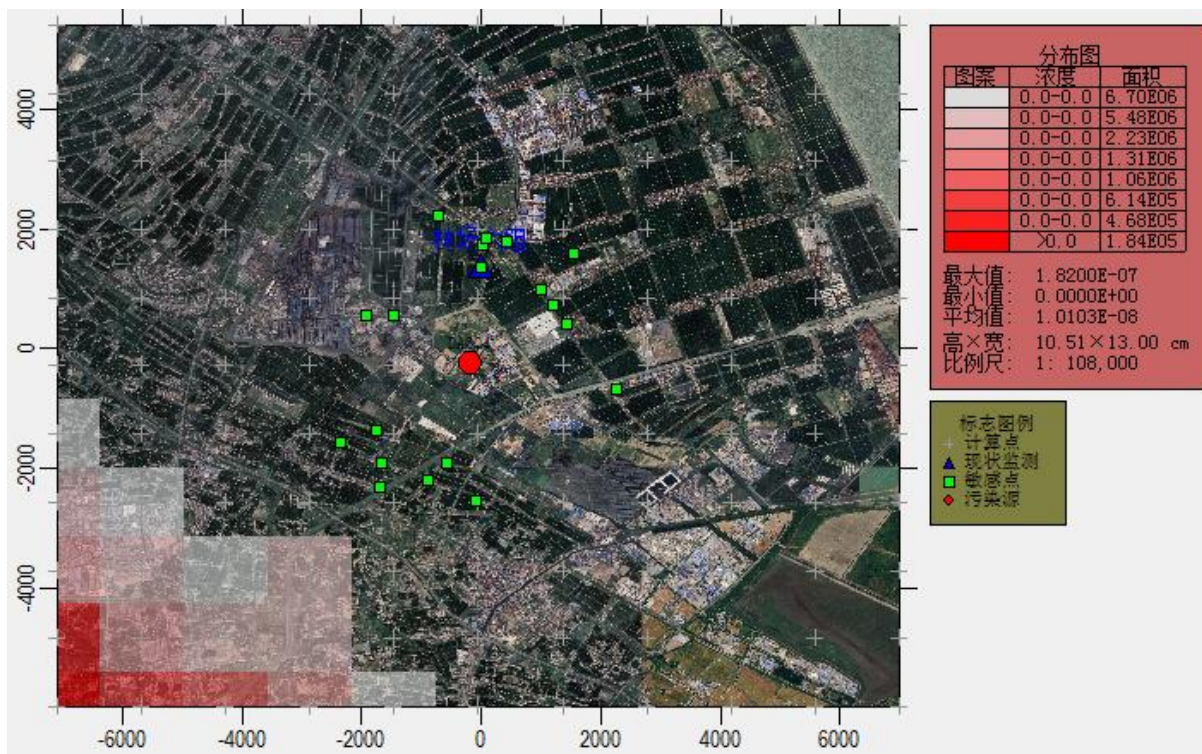 4000
2000
0
-2000
-4000
-6000
-4000
-2000
0
2000
4000
6000
分布图
图案 浓度 面积
0.0-0.0 6.70E06
0.0-0.0 5.48E06
0.0-0.0 2.23E06
0.0-0.0 1.31E06
0.0-0.0 1.06E06
0.0-0.0 6.14E05
0.0-0.0 4.68E05
>0.0 1.84E05
最大值: 1.8200E-07
最小值: 0.0000E+00
平均值: 1.0103E-08
高×宽: 10.51×13.00 cm
比例尺: 1: 108,000
标志图例
计算点
现状监测
敏感点
污染源